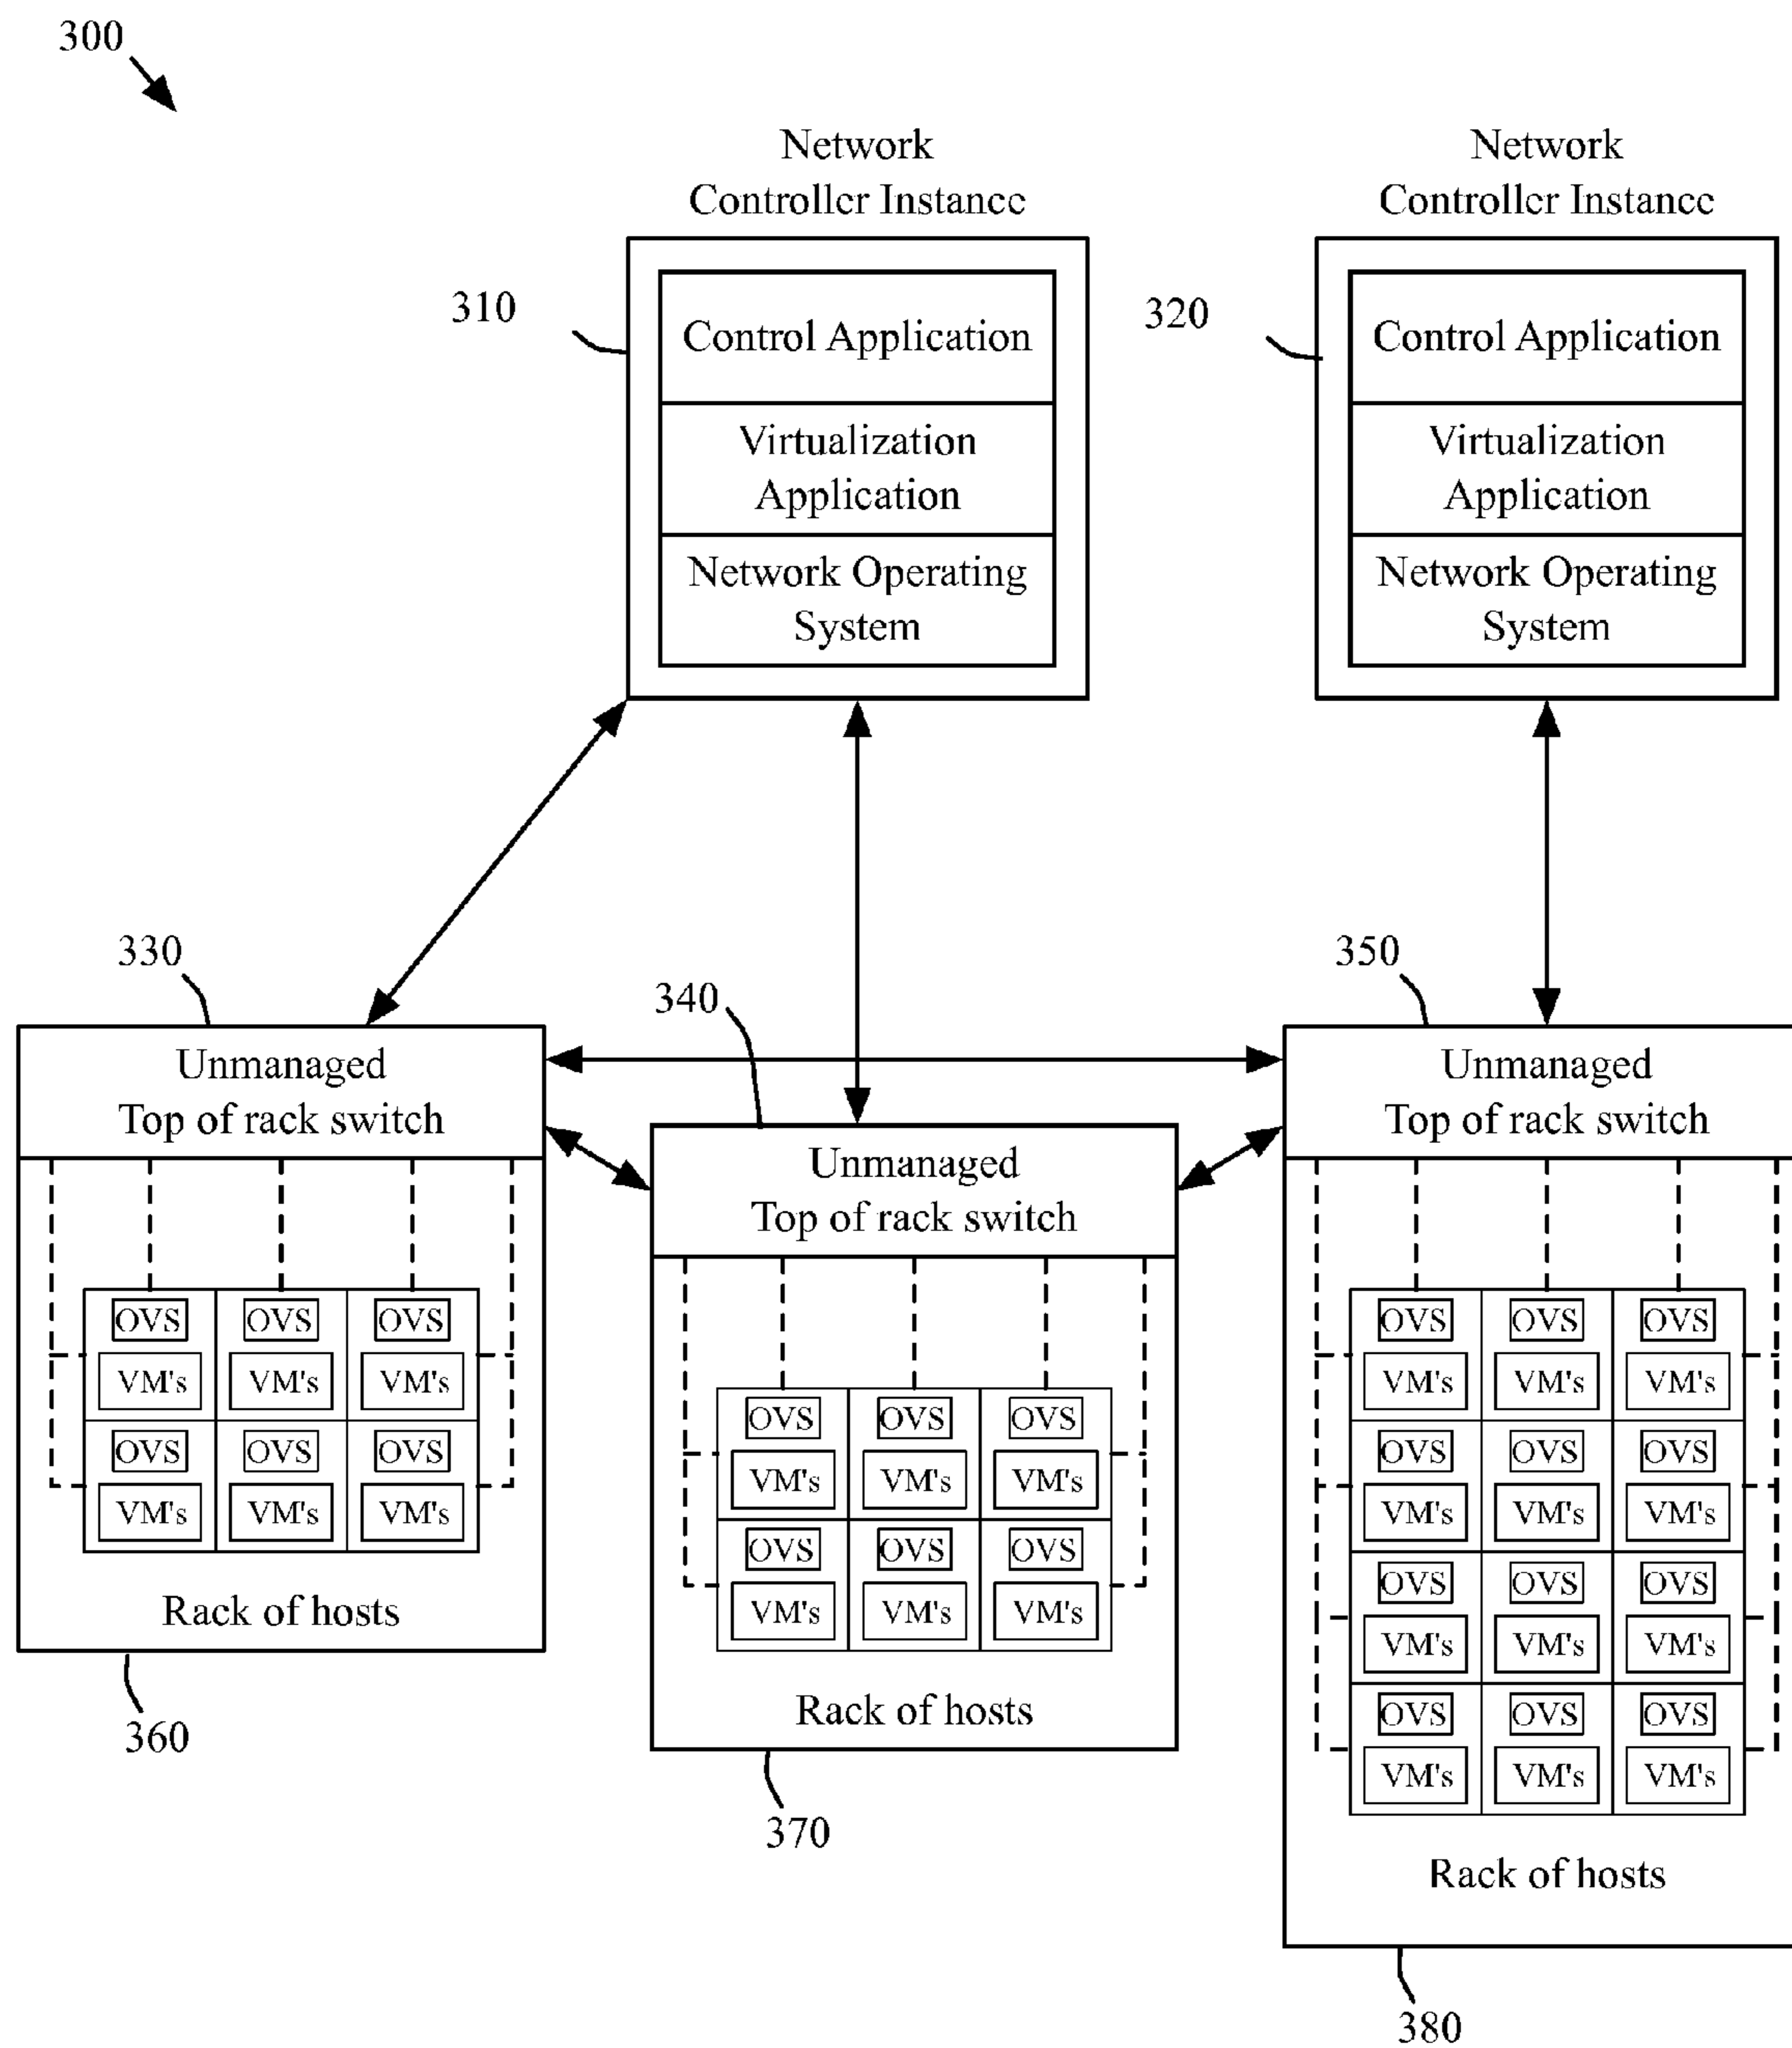 300
Network
Controller Instance
Network
Controller Instance
310
Control Application
Virtualization
Application
Network Operating
System
320
Control Application
Virtualization
Application
Network Operating
System
330
Unmanaged
Top of rack switch
340
Unmanaged
Top of rack switch
350
Unmanaged
Top of rack switch
OVS OVS OVS
VM's VM's VM's
OVS OVS OVS
VM's VM's VM's
Rack of hosts
360
OVS OVS OVS
VM's VM's VM's
OVS OVS OVS
VM's VM's VM's
Rack of hosts
370
OVS OVS OVS
VM's VM's VM's
OVS OVS OVS
VM's VM's VM's
OVS OVS OVS
VM's VM's VM's
OVS OVS OVS
VM's VM's VM's
Rack of hosts
380